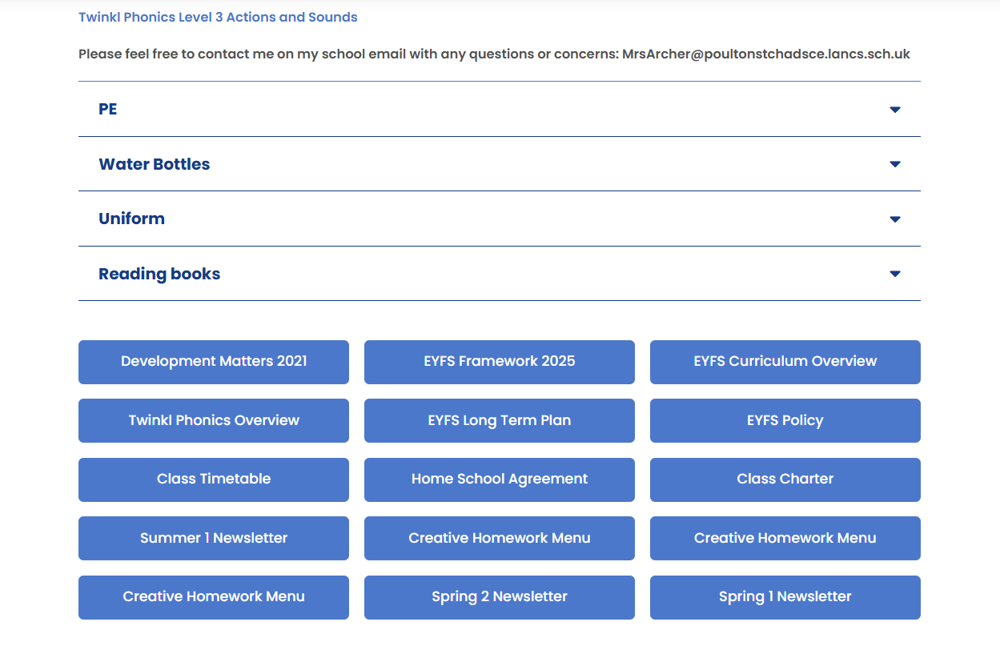 Twinkl Phonics Level 3 Actions and Sounds
Please feel free to contact me on my school email with any questions or concerns: MrsArcher@poultonstchadsce.lancs.sch.uk
PE
Water Bottles
Uniform
Reading books
Development Matters 2021
EYFS Framework 2025
EYFS Curriculum Overview
Twinkl Phonics Overview
EYFS Long Term Plan
EYFS Policy
Class Timetable
Home School Agreement
Class Charter
Summer 1 Newsletter
Creative Homework Menu
Creative Homework Menu
Creative Homework Menu
Spring 2 Newsletter
Spring 1 Newsletter